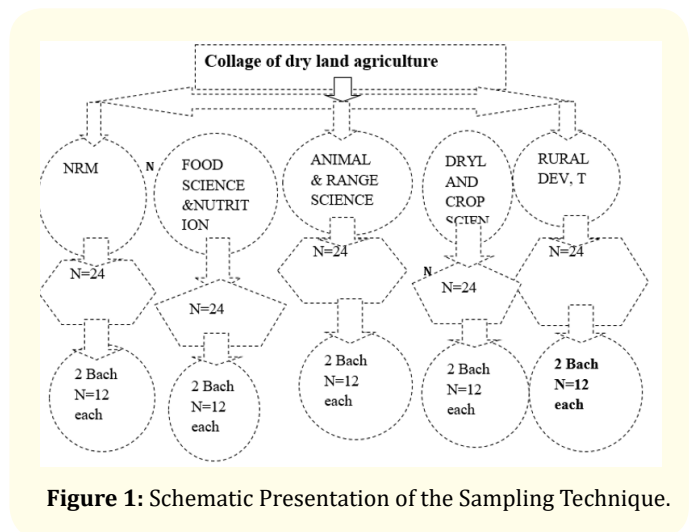 Collage of dry land agriculture
NRM
N
FOOD
SCIENCE
&NUTRIT
ION
ANIMAL
& RANGE
SCIENCE
DRYL
AND
CROP
SCIEN
RURAL
DEV, T
N=24
N=24
N=24
N
N=24
N=24
2 Bach
N=12
each
2 Bach
N=12
each
2 Bach
N=12
each
2 Bach
N=12
each
2 Bach
N=12
each
Figure 1: Schematic Presentation of the Sampling Technique.